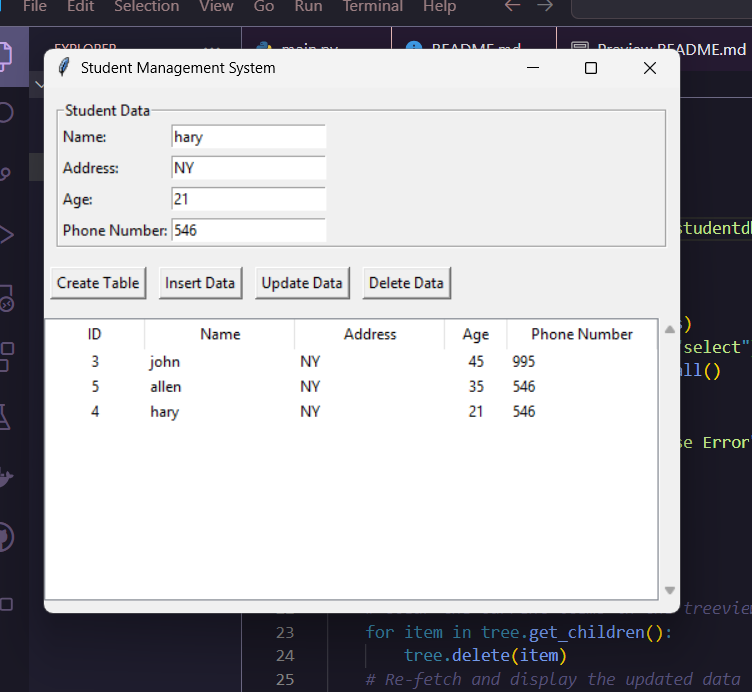 File Edit Selection View Go Run Terminal Help
main.py README.md Preview README.md
Student Management System
Student Data
Name: hary
Address: NY
Age: 21
Phone Number: 546
Create Table Insert Data Update Data Delete Data
ID Name Address Age Phone Number
3 john NY 45 995
5 allen NY 35 546
4 hary NY 21 546
)
select"
all()
se Error"
treeview
23 for item in tree.get_children():
24 tree.delete(item)
25 # Re-fetch and display the updated data